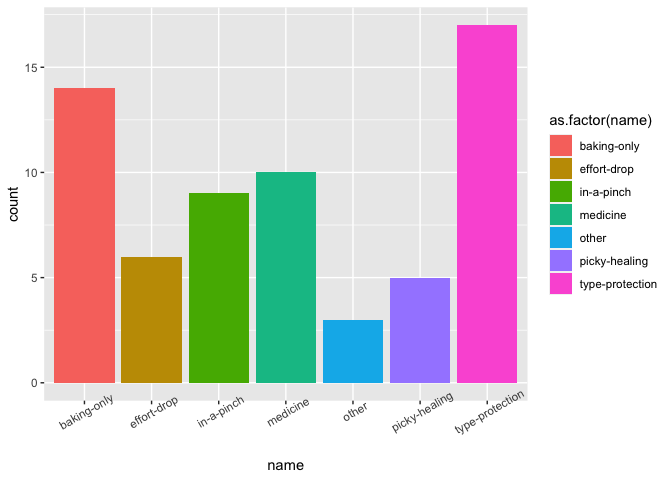 15
10
5
0
count
baking-only
effort-drop
in-a-pinch
medicine
other
picky-healing
type-protection
name
as.factor(name)
baking-only
effort-drop
in-a-pinch
medicine
other
picky-healing
type-protection